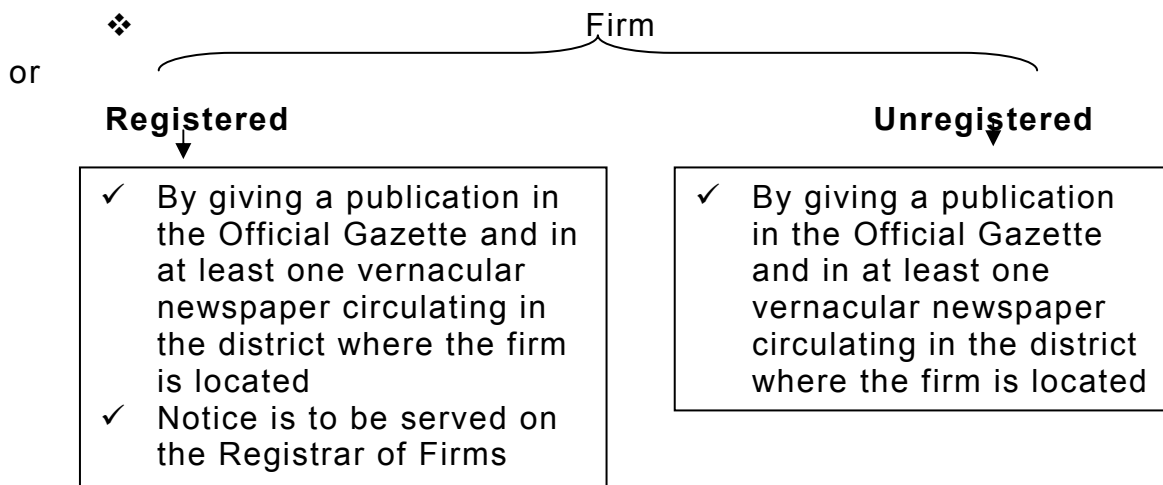 ❖ Firm
or
Registered
Unregistered
✓ By giving a publication in
the Official Gazette and in
at least one vernacular
newspaper circulating in
the district where the firm
is located
✓ Notice is to be served on
the Registrar of Firms
✓ By giving a publication
in the Official Gazette
and in at least one
vernacular newspaper
circulating in the district
where the firm is located